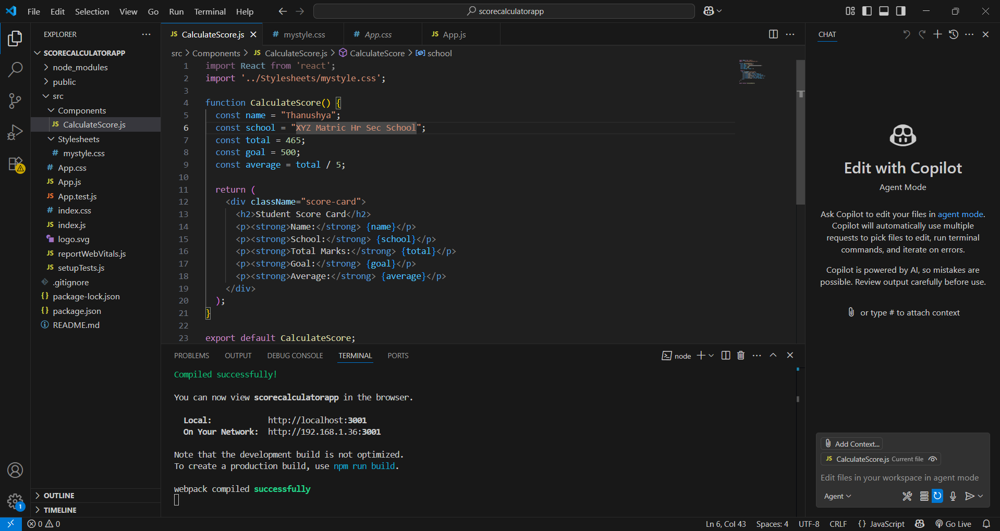 File Edit Selection View Go Run Terminal Help
scorecalculatorapp
EXPLORER
SCORECALCULATORAPP
node_modules
public
src
Components
JS CalculateScore.js
Stylesheets
# mystyle.css
# App.css
JS App.js
JS App.test.js
# index.css
JS index.js
logo.svg
JS reportWebVitals.js
JS setupTests.js
.gitignore
{} package-lock.json
{} package.json
README.md
OUTLINE
TIMELINE
JS CalculateScore.js # mystyle.css # App.css JS App.js
src > Components > JS CalculateScore.js > CalculateScore > school
1 import React from 'react';
2 import '../Stylesheets/mystyle.css';
3
4 function CalculateScore() {
5 const name = "Thanushya";
6 const school = "XYZ Matric Hr Sec School";
7 const total = 465;
8 const goal = 500;
9 const average = total / 5;
10
11 return (
12 <div className="score-card">
13 <h2>Student Score Card</h2>
14 <p><strong>Name:</strong> {name}</p>
15 <p><strong>School:</strong> {school}</p>
16 <p><strong>Total Marks:</strong> {total}</p>
17 <p><strong>Goal:</strong> {goal}</p>
18 <p><strong>Average:</strong> {average}</p>
19 </div>
20 );
21 }
22
23 export default CalculateScore;
PROBLEMS OUTPUT DEBUG CONSOLE TERMINAL PORTS
node
Compiled successfully!
You can now view scorecalculatorapp in the browser.
Local: http://localhost:3001
On Your Network: http://192.168.1.36:3001
Note that the development build is not optimized.
To create a production build, use npm run build.
webpack compiled successfully
CHAT
Edit with Copilot
Agent Mode
Ask Copilot to edit your files in agent mode.
Copilot will automatically use multiple
requests to pick files to edit, run terminal
commands, and iterate on errors.
Copilot is powered by AI, so mistakes are
possible. Review output carefully before use.
or type # to attach context
Add Context...
JS CalculateScore.js Current file
Edit files in your workspace in agent mode
Agent
1
0 0
Ln 6, Col 43 Spaces: 4 UTF-8 CRLF {} JavaScript Go Live